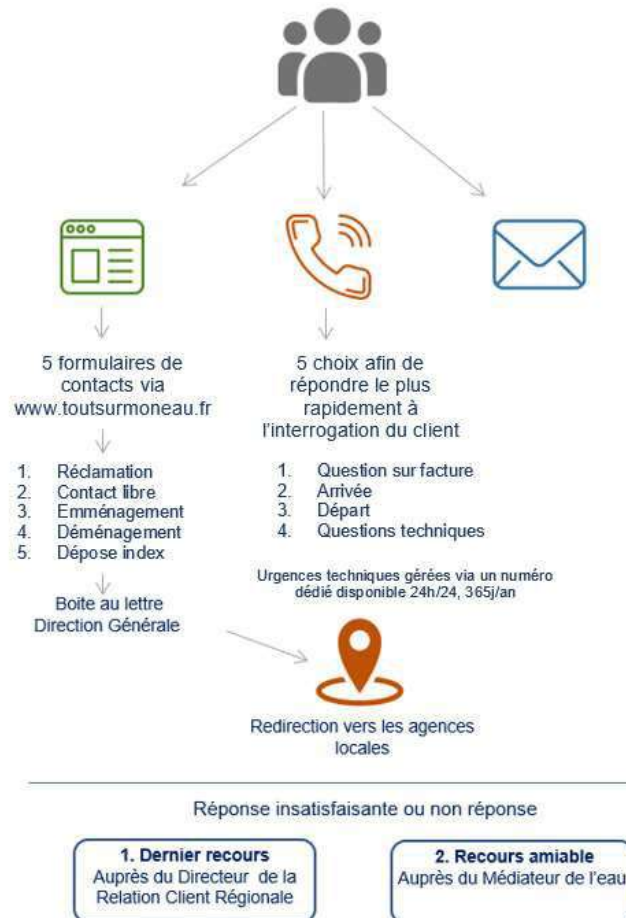 5 formulaires de
contacts via
www.toutsurmoneau.fr
1. Réclamation
2. Contact libre
3. Emménagement
4. Déménagement
5. Dépose index
Boite au lettre
Direction Générale
5 choix afin de
répondre le plus
rapidement à
l'interrogation du client
1. Question sur facture
2. Arrivée
3. Départ
4. Questions techniques
Urgences techniques gérées via un numéro
dédié disponible 24h/24, 365j/an
Redirection vers les agences
locales
Réponse insatisfaisante ou non réponse
1. Dernier recours
Auprès du Directeur de la
Relation Client Régionale
2. Recours amiable
Auprès du Médiateur de l'eau